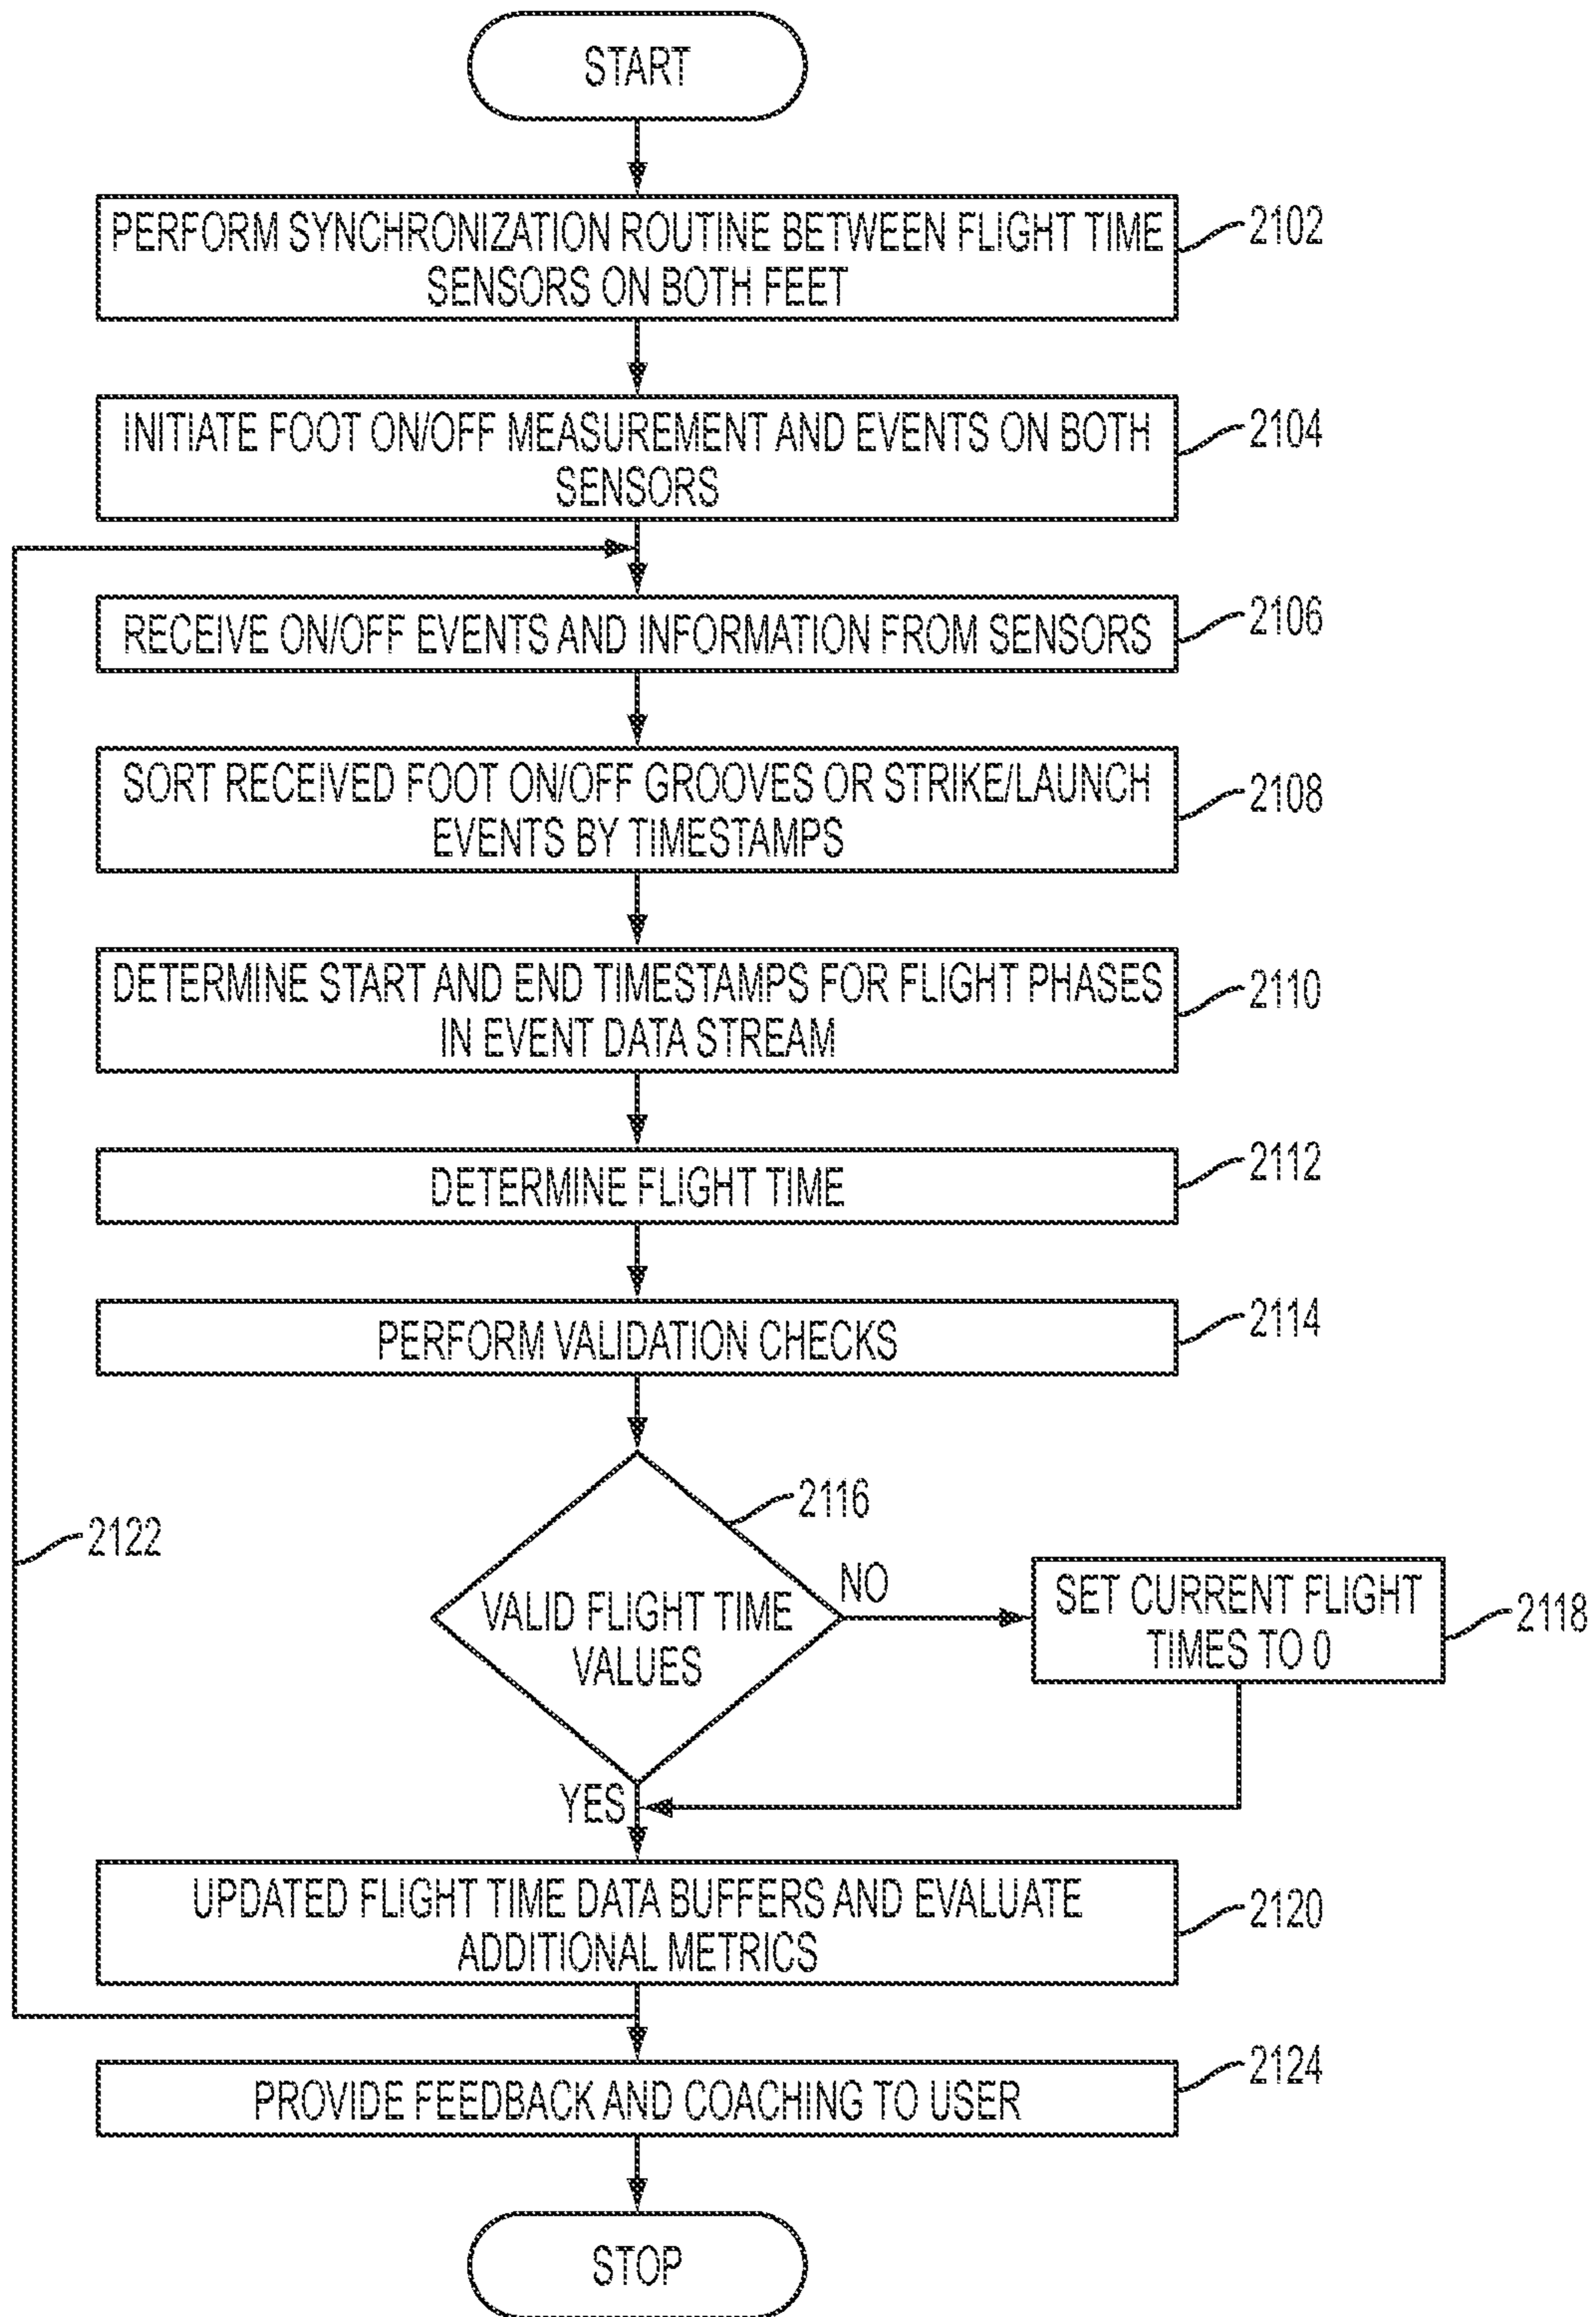 START
PERFORM SYNCHRONIZATION ROUTINE BETWEEN FLIGHT TIME
SENSORS ON BOTH FEET
2102
INITIATE FOOT ON/OFF MEASUREMENT AND EVENTS ON BOTH
SENSORS
2104
RECEIVE ON/OFF EVENTS AND INFORMATION FROM SENSORS
2106
SORT RECEIVED FOOT ON/OFF GROOVES OR STRIKE/LAUNCH
EVENTS BY TIMESTAMPS
2108
DETERMINE START AND END TIMESTAMPS FOR FLIGHT PHASES
IN EVENT DATA STREAM
2110
DETERMINE FLIGHT TIME
2112
PERFORM VALIDATION CHECKS
2114
2116
VALID FLIGHT TIME
VALUES
NO
SET CURRENT FLIGHT
TIMES TO 0
2118
2122
YES
UPDATED FLIGHT TIME DATA BUFFERS AND EVALUATE
ADDITIONAL METRICS
2120
PROVIDE FEEDBACK AND COACHING TO USER
2124
STOP